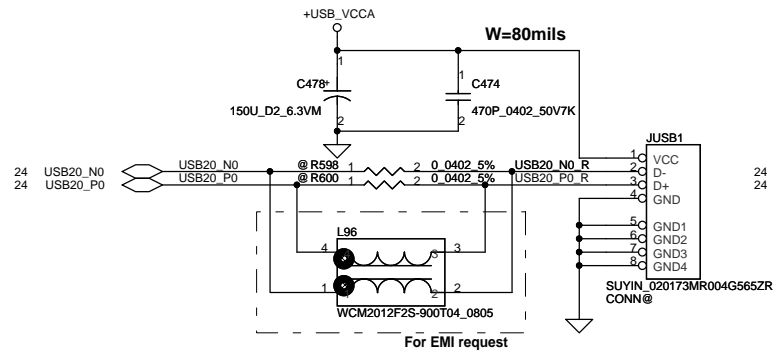 +USB_VCCA
W=80mils
1
1
C478
+
C474
150U_D2_6.3VM
470P_0402_50V7K
2
2
JUSB1
24 USB20_N0 USB20_N0 @ R598 1 2 0_0402_5% USB20_N0_R 24
24 USB20_P0 USB20_P0 @ R600 1 2 0_0402_5% USB20_P0_R 24
1 VCC
2 D-
3 D+
4 GND
5 GND1
6 GND2
7 GND3
8 GND4
L96
4 3 3
1 2 2
WCM2012F2S-900T04_0805
SUYIN_020173MR004G565ZR
CONN@
For EMI request